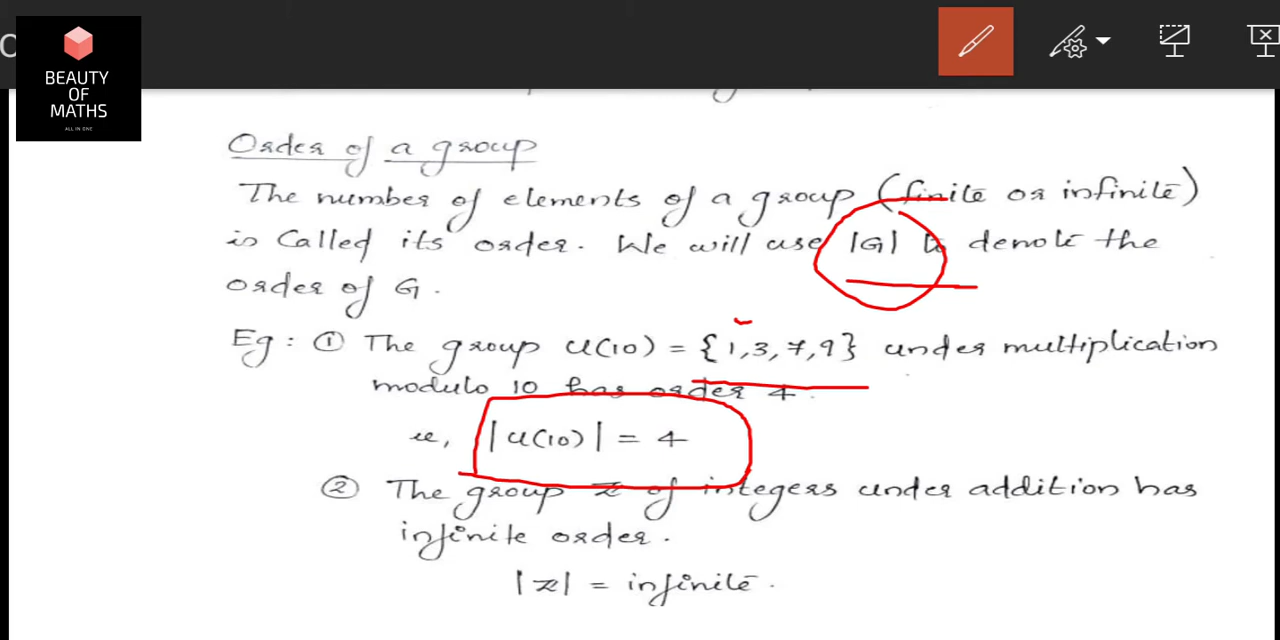 BEAUTY
OF
MATHS
ALL IN ONE
Order of a group
The number of elements of a group (finite or infinite)
is called its order. We will use |G| to denote the
order of G.
Eg: ① The group U(10) = {1,3,7,9} under multiplication
modulo 10 has order 4.
ie, |U(10)| = 4
② The group Z of integers under addition has
infinite order.
|Z| = infinite.